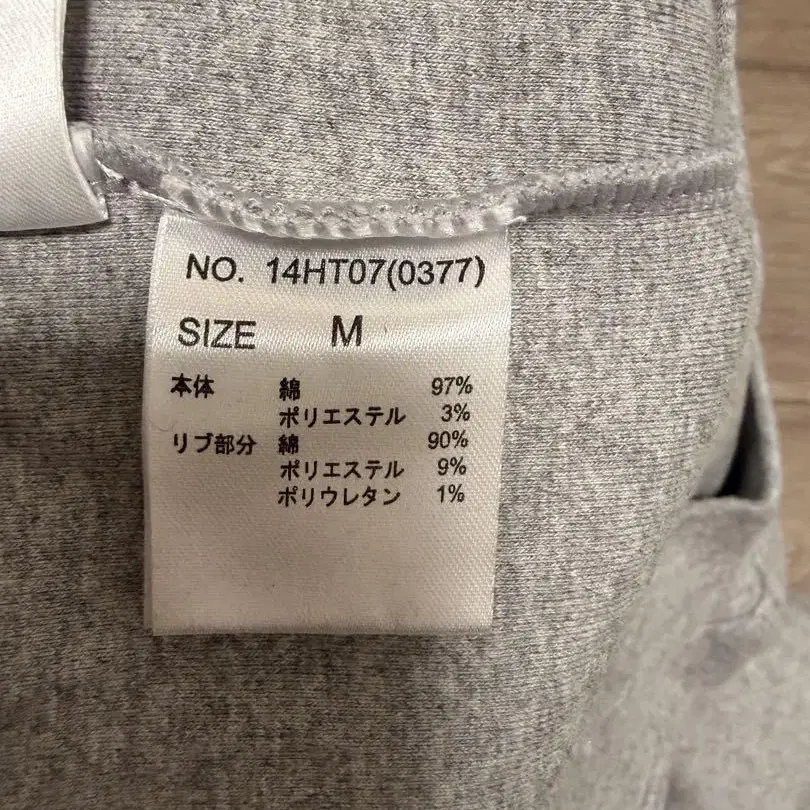 NO. 14HT07(0377)
SIZE M
本体 綿 97%
ポリエステル 3%
リブ部分 綿 90%
ポリエステル 9%
ポリウレタン 1%